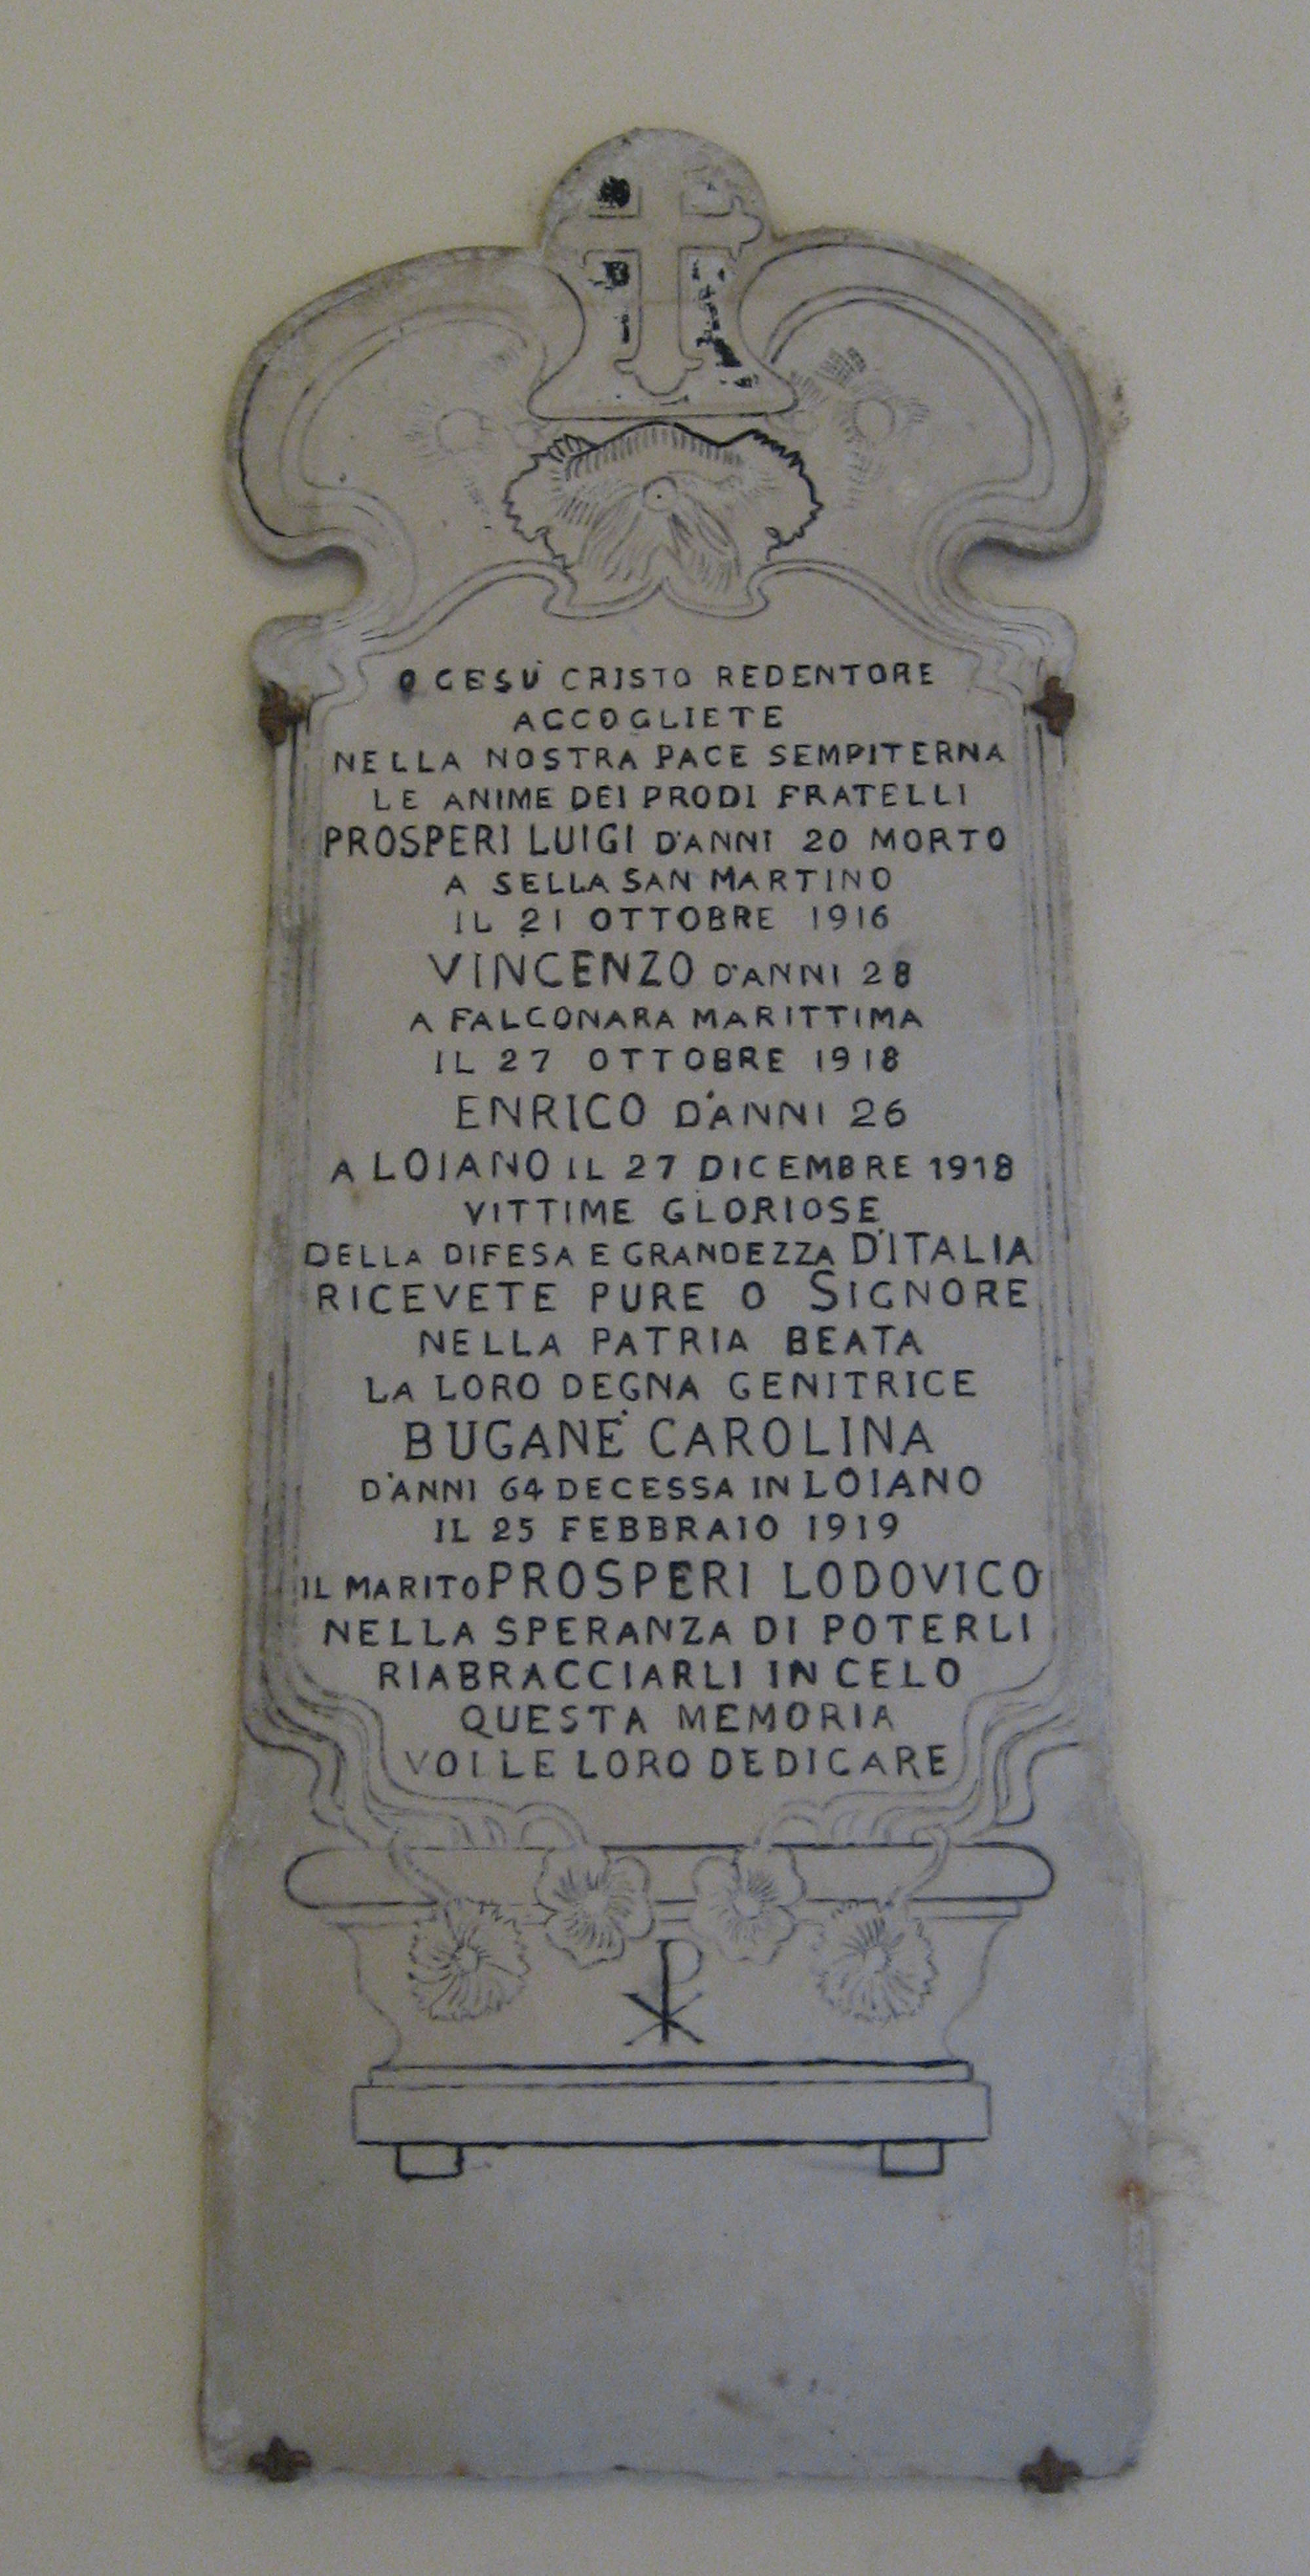 O GESÙ CRISTO REDENTORE
ACCOGLIETE
NELLA NOSTRA PACE SEMPITERNA
LE ANIME DEI PRODI FRATELLI
PROSPERI LUIGI D'ANNI 20 MORTO
A SELLA SAN MARTINO
IL 21 OTTOBRE 1916
VINCENZO D'ANNI 28
A FALCONARA MARITTIMA
IL 27 OTTOBRE 1918
ENRICO D'ANNI 26
A LOIANO IL 27 DICEMBRE 1918
VITTIME GLORIOSE
DELLA DIFESA E GRANDEZZA D'ITALIA
RICEVETE PURE O SIGNORE
NELLA PATRIA BEATA
LA LORO DEGNA GENITRICE
BUGANÈ CAROLINA
D'ANNI 64 DECESSA IN LOIANO
IL 25 FEBBRAIO 1919
IL MARITO PROSPERI LODOVICO
NELLA SPERANZA DI POTERLI
RIABRACCIARLI IN CELO
QUESTA MEMORIA
VOLLE LORO DEDICARE